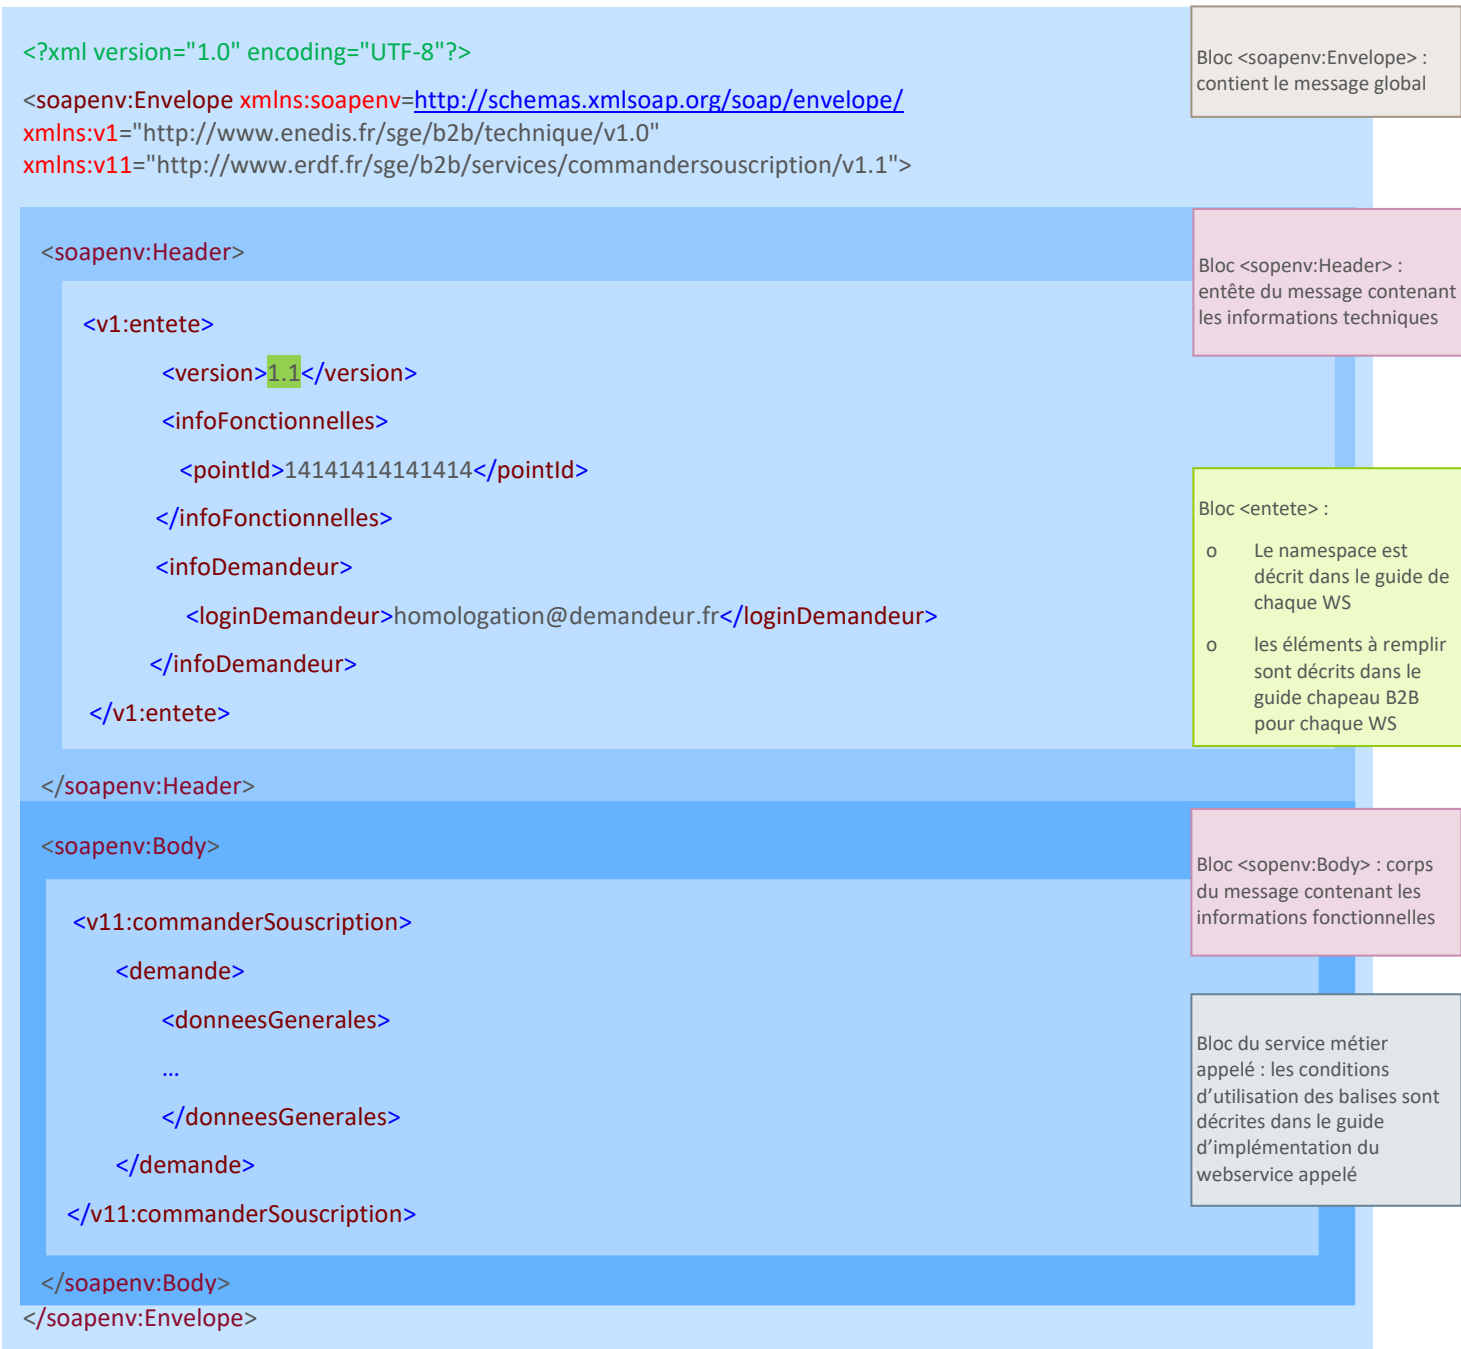 <?xml version="1.0" encoding="UTF-8"?>
<soapenv:Envelope xmlns:soapenv=http://schemas.xmlsoap.org/soap/envelope/
xmlns:v1="http://www.enedis.fr/sge/b2b/technique/v1.0"
xmlns:v11="http://www.erdf.fr/sge/b2b/services/commandersouscription/v1.1">
Bloc <soapenv:Envelope> :
contient le message global
<soapenv:Header>
Bloc <sopenv:Header> :
entête du message contenant
les informations techniques
<v1:entete>
<version>1.1</version>
<infoFonctionnelles>
<pointId>14141414141414</pointId>
</infoFonctionnelles>
<infoDemandeur>
<loginDemandeur>homologation@demandeur.fr</loginDemandeur>
</infoDemandeur>
</v1:entete>
Bloc <entete> :
o Le namespace est
décrit dans le guide de
chaque WS
o les éléments à remplir
sont décrits dans le
guide chapeau B2B
pour chaque WS
</soapenv:Header>
<soapenv:Body>
Bloc <sopenv:Body> : corps
du message contenant les
informations fonctionnelles
<v11:commanderSouscription>
<demande>
<donneesGenerales>
...
</donneesGenerales>
</demande>
</v11:commanderSouscription>
Bloc du service métier
appelé : les conditions
d’utilisation des balises sont
décrites dans le guide
d’implémentation du
webservice appelé
</soapenv:Body>
</soapenv:Envelope>